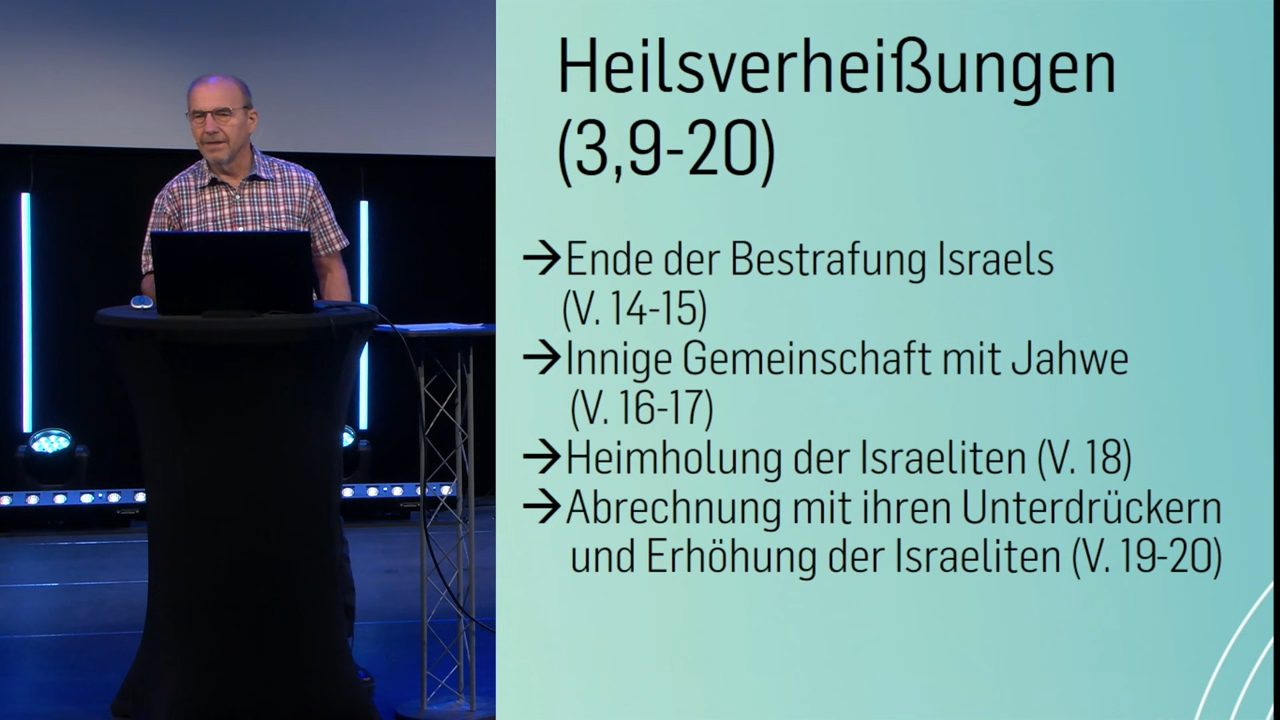 Heilsverheißungen
(3,9-20)
→Ende der Bestrafung Israels
(V. 14-15)
→Innige Gemeinschaft mit Jahwe
(V. 16-17)
→Heimholung der Israeliten (V. 18)
→Abrechnung mit ihren Unterdrückern
und Erhöhung der Israeliten (V. 19-20)